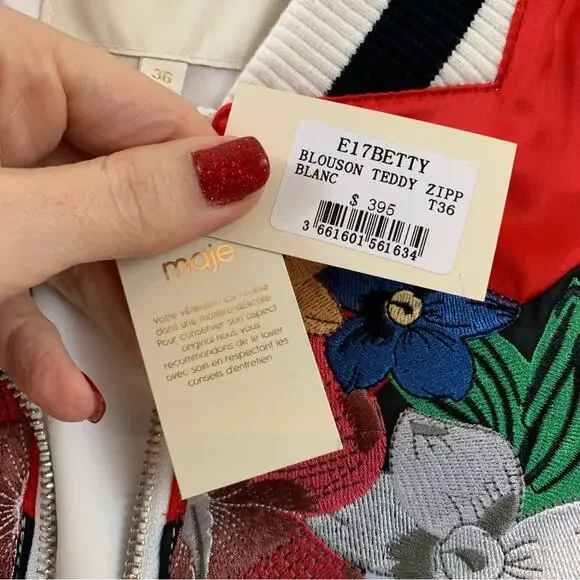 36
E17BETTY
BLOUSON TEDDY ZIPP
BLANC T36
$ 395
3 661601 561634
maje
Votre vêtement est réalisé
dans une matière délicate
Pour conserver son aspect
original nous vous
recommandons de le laver
avec soin en respectant les
conseils d'entretien